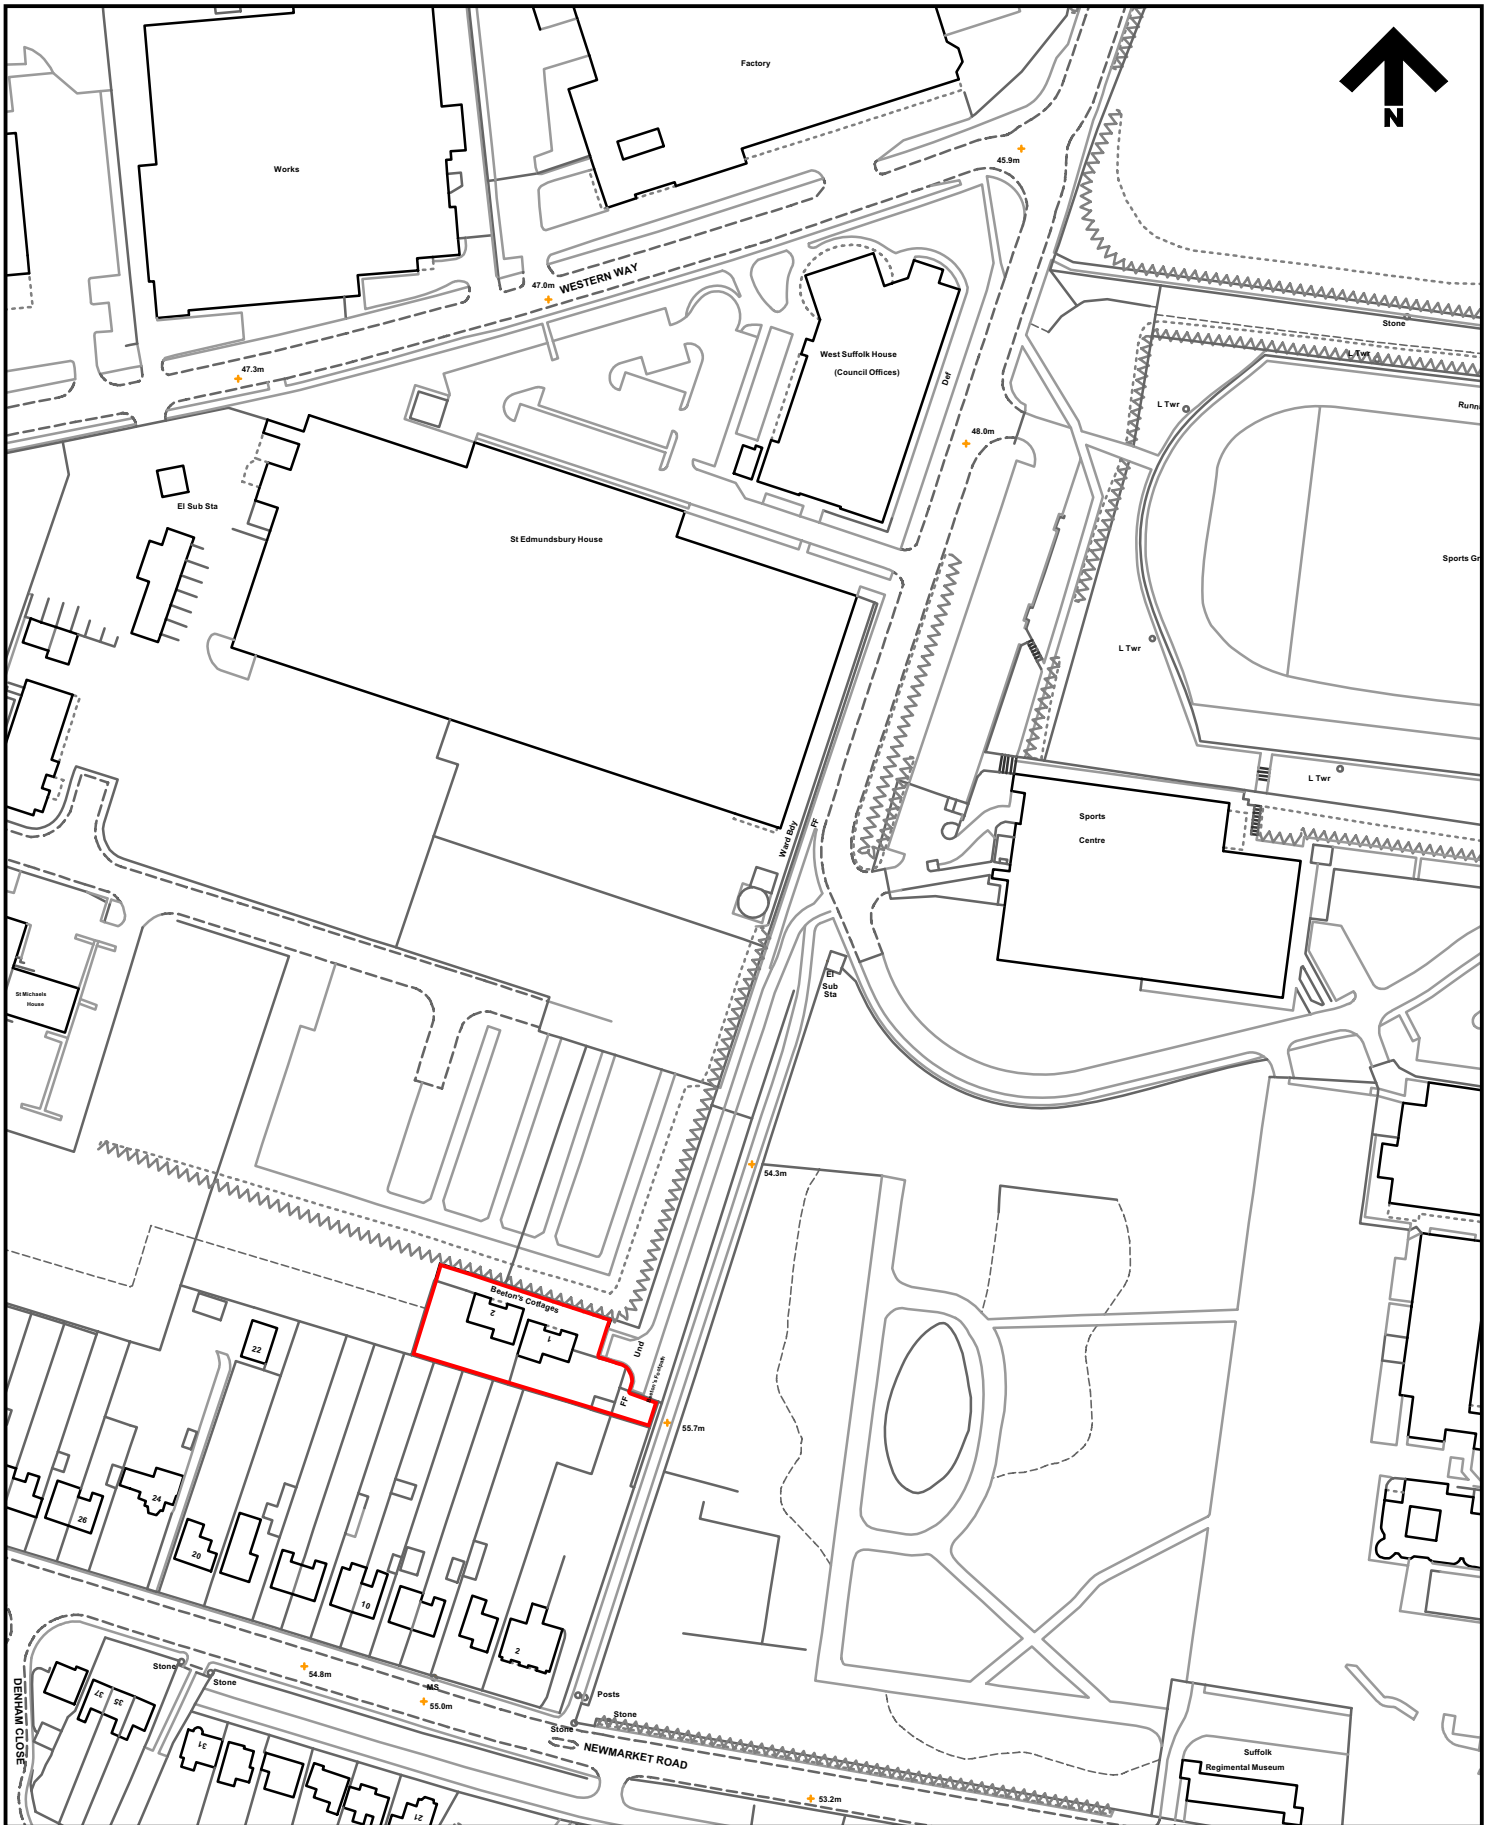 Factory
N
Works
45.9m
WESTERN WAY
47.0m
Stone
West Suffolk House
(Council Offices)
L Twr
47.3m
Def
L Twr
48.0m
El Sub Sta
St Edmundsbury House
L Twr
L Twr
Sports
Centre
Ward Bdy
FF
El
Sub
Sta
St Michaels
House
54.3m
Beeton's Cottages
2
1
Und
22
Beeton's Footpath
FF
55.7m
24
26
20
10
2
Stone
Stone
54.8m
MS
55.0m
Posts
Stone
Stone
DENHAM CLOSE
37
35
31
21
NEWMARKET ROAD
53.2m
Suffolk
Regimental Museum